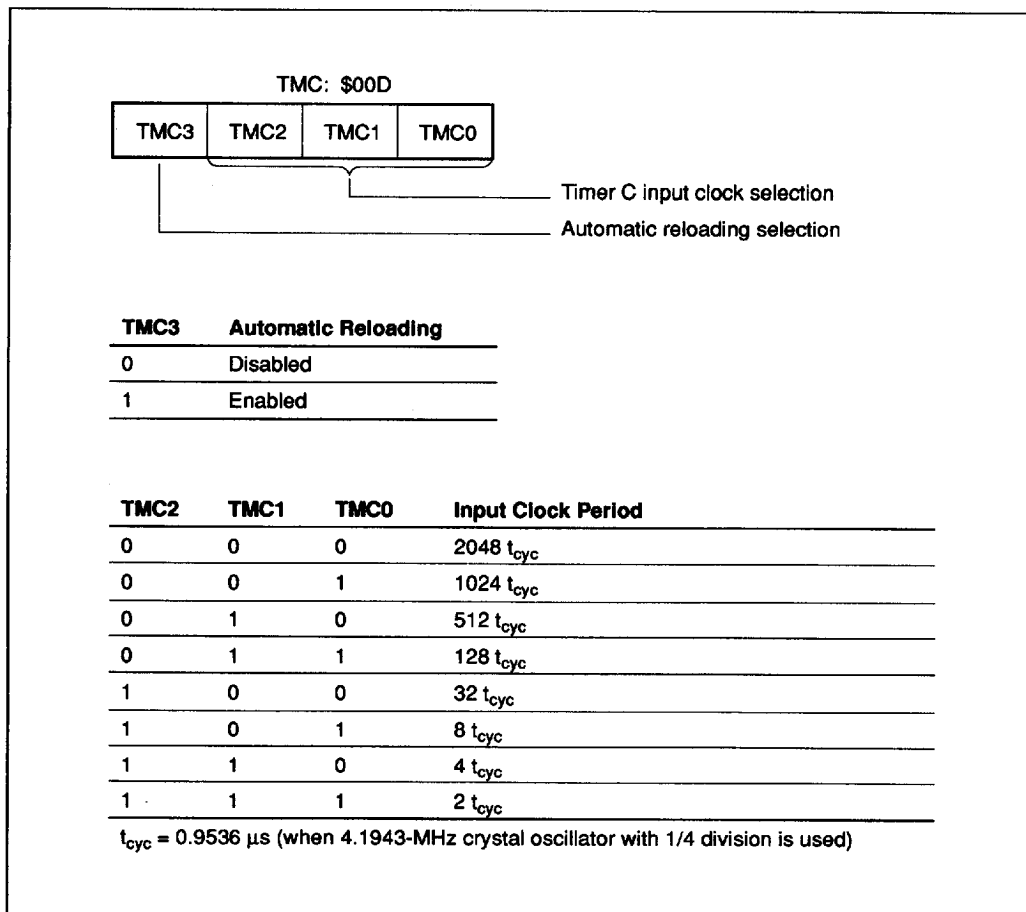 TMC: $00D
TMC3 TMC2 TMC1 TMC0
Timer C input clock selection
Automatic reloading selection
TMC3 Automatic Reloading
0 Disabled
1 Enabled
TMC2 TMC1 TMC0 Input Clock Period
0 0 0 2048 tcyc
0 0 1 1024 tcyc
0 1 0 512 tcyc
0 1 1 128 tcyc
1 0 0 32 tcyc
1 0 1 8 tcyc
1 1 0 4 tcyc
1 1 1 2 tcyc
tcyc = 0.9536 µs (when 4.1943-MHz crystal oscillator with 1/4 division is used)